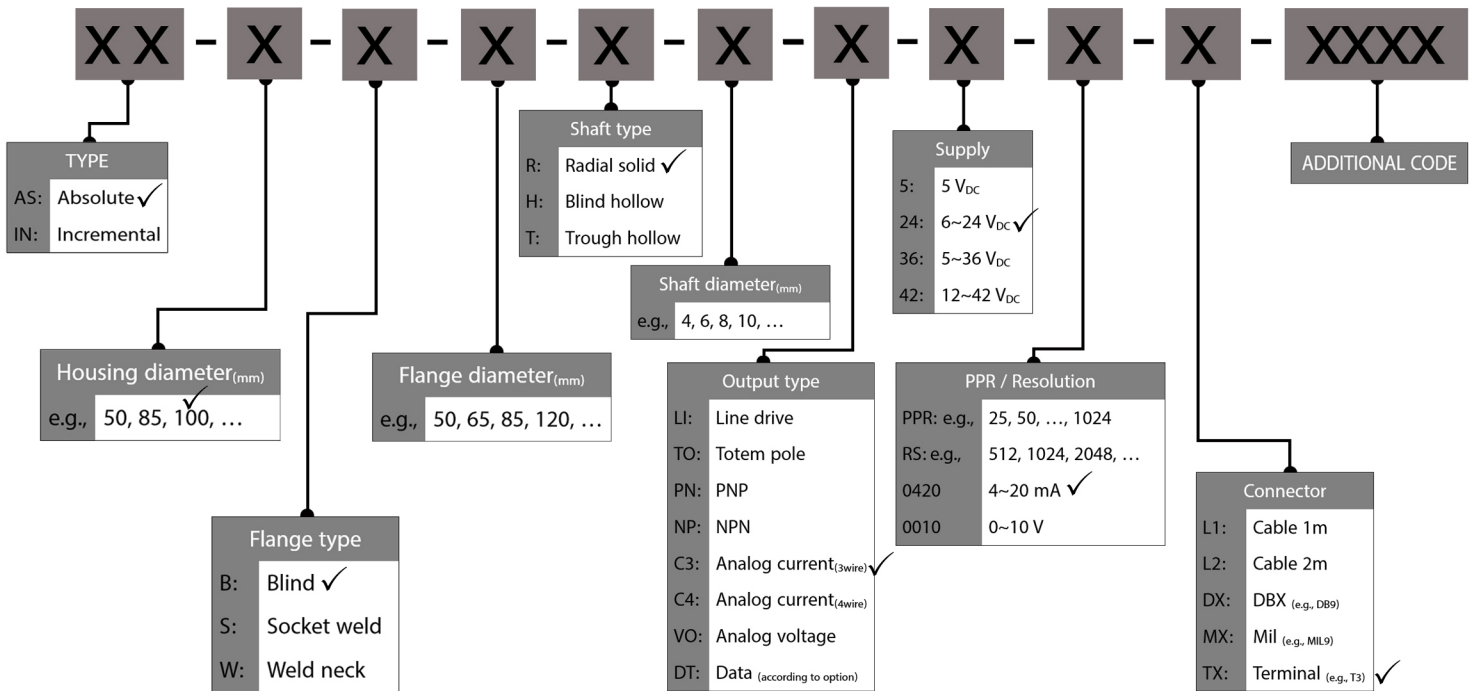 XX - X - X - X - X - X - X - X - X - X - XXXX
TYPE
AS: Absolute ✓
IN: Incremental
Housing diameter(mm)
e.g., 50, 85, 100, … ✓
Flange type
B: Blind ✓
S: Socket weld
W: Weld neck
Flange diameter(mm)
e.g., 50, 65, 85, 120, …
Shaft type
R: Radial solid ✓
H: Blind hollow
T: Trough hollow
Shaft diameter(mm)
e.g., 4, 6, 8, 10, …
Output type
LI: Line drive
TO: Totem pole
PN: PNP
NP: NPN
C3: Analog current(3wire) ✓
C4: Analog current(4wire)
VO: Analog voltage
DT: Data (according to option)
Supply
5: 5 VDC
24: 6~24 VDC ✓
36: 5~36 VDC
42: 12~42 VDC
PPR / Resolution
PPR: e.g., 25, 50, …, 1024
RS: e.g., 512, 1024, 2048, …
0420 4~20 mA ✓
0010 0~10 V
Connector
L1: Cable 1m
L2: Cable 2m
DX: DBX (e.g., DB9)
MX: Mil (e.g., MIL9)
TX: Terminal (e.g., T3) ✓
ADDITIONAL CODE